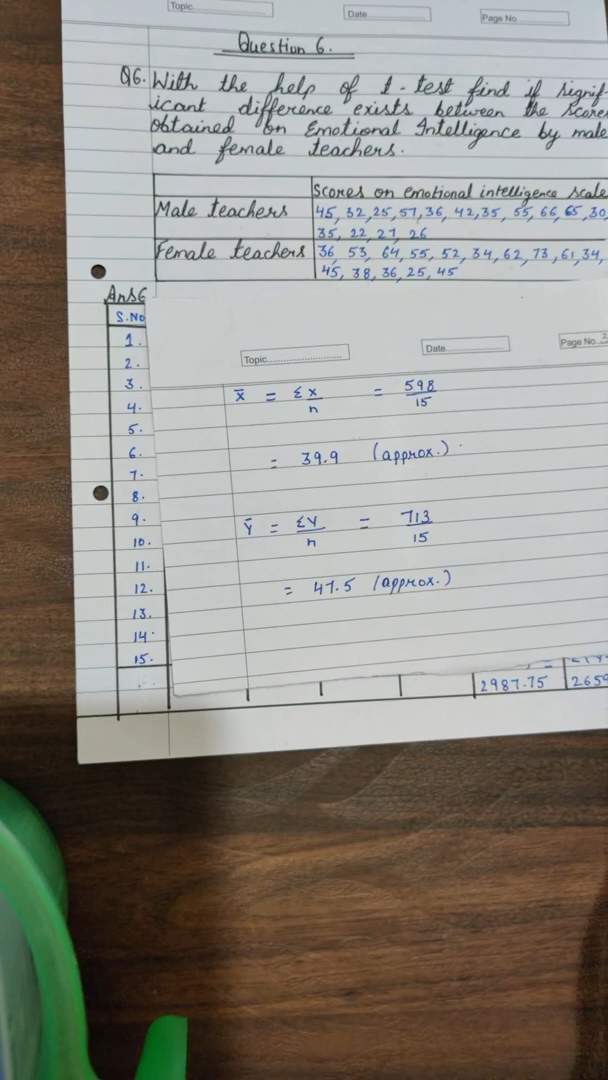 Topic
Date
Page No
Question 6.
Q6. With the help of t-test find if signif-
icant difference exists between the score
obtained on Emotional Intelligence by male
and female teachers.
Scores on emotional intelligence scale
Male teachers 45, 32, 25, 57, 36, 42, 35, 55, 66, 65, 30,
35, 22, 27, 26
Female teachers 36, 53, 64, 55, 52, 34, 62, 73, 61, 34,
45, 38, 36, 25, 45
Ans6
S.No
1.
2.
3.
4.
5.
6.
7.
8.
9.
10.
11.
12.
13.
14.
15.
2987.75 2659
Topic
Date
Page No. 2
x̄ = Σx/n = 598/15
= 39.9 (approx.).
Ȳ = ΣY/n = 713/15
= 47.5 (approx.)